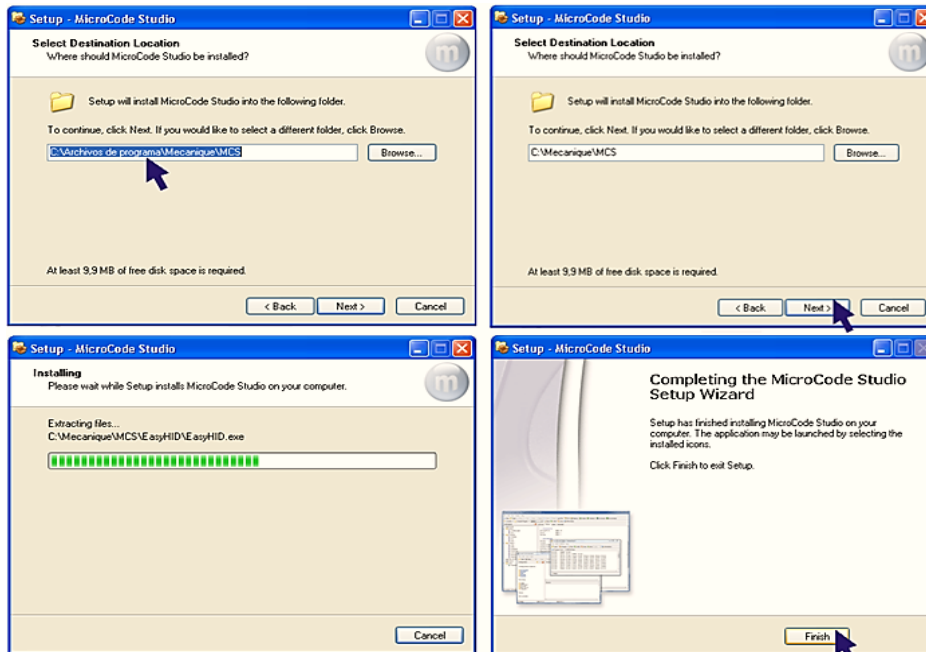 Setup - MicroCode Studio
Select Destination Location
Where should MicroCode Studio be installed?
m
Setup will install MicroCode Studio into the following folder.
To continue, click Next. If you would like to select a different folder, click Browse.
C:\Archivos de programa\Mecanique\MCS
Browse...
At least 9,9 MB of free disk space is required.
< Back
Next >
Cancel
Setup - MicroCode Studio
Select Destination Location
Where should MicroCode Studio be installed?
m
Setup will install MicroCode Studio into the following folder.
To continue, click Next. If you would like to select a different folder, click Browse.
C:\Mecanique\MCS
Browse...
At least 9,9 MB of free disk space is required.
< Back
Next >
Cancel
Setup - MicroCode Studio
Installing
Please wait while Setup installs MicroCode Studio on your computer.
m
Extracting files...
C:\Mecanique\MCS\EasyHID\EasyHID.exe
Cancel
Setup - MicroCode Studio
Completing the MicroCode Studio
Setup Wizard
Setup has finished installing MicroCode Studio on your
computer. The application may be launched by selecting the
installed icons.
Click Finish to exit Setup.
Finish